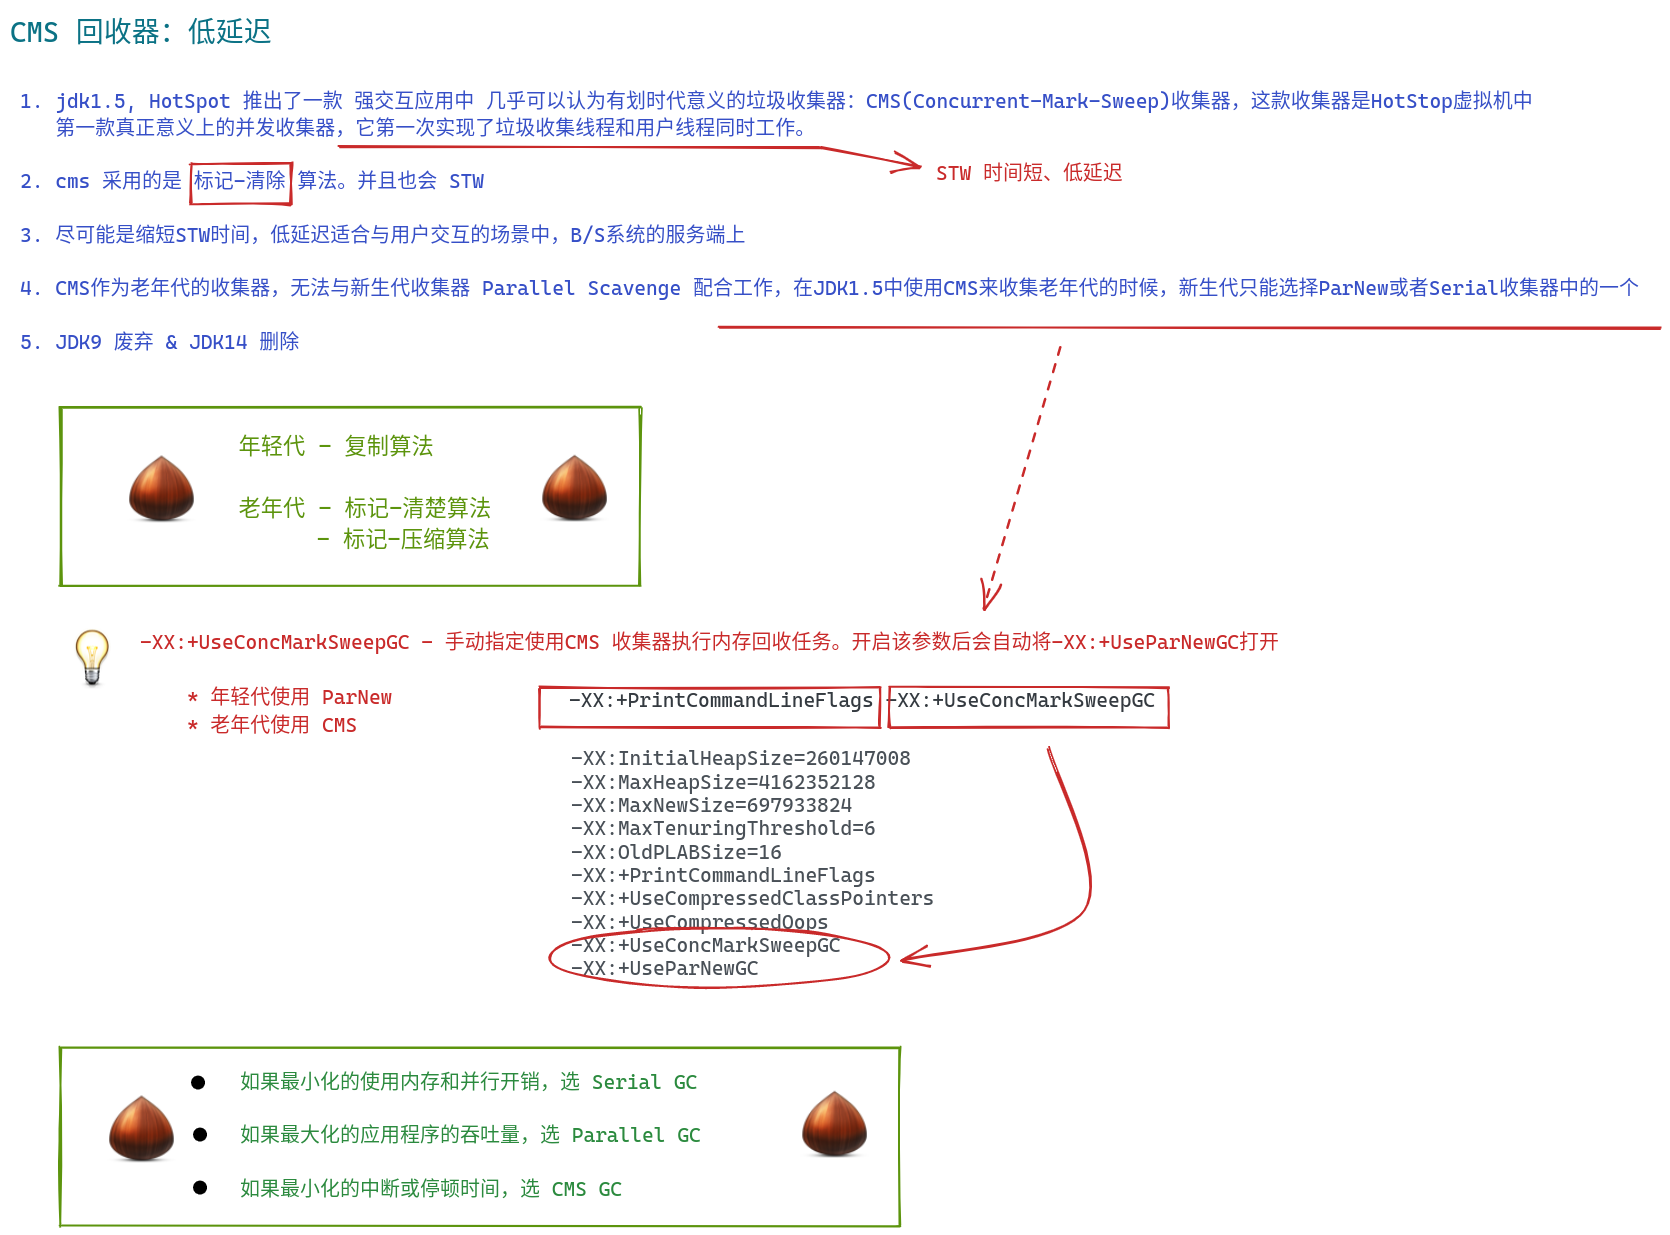 CMS 回收器：低延迟
1. jdk1.5, HotSpot 推出了一款 强交互应用中 几乎可以认为有划时代意义的垃圾收集器：CMS(Concurrent-Mark-Sweep)收集器，这款收集器是HotStop虚拟机中
第一款真正意义上的并发收集器，它第一次实现了垃圾收集线程和用户线程同时工作。
STW 时间短、低延迟
2. cms 采用的是 标记-清除 算法。并且也会 STW
3. 尽可能是缩短STW时间，低延迟适合与用户交互的场景中，B/S系统的服务端上
4. CMS作为老年代的收集器，无法与新生代收集器 Parallel Scavenge 配合工作，在JDK1.5中使用CMS来收集老年代的时候，新生代只能选择ParNew或者Serial收集器中的一个
5. JDK9 废弃 & JDK14 删除
年轻代 - 复制算法
老年代 - 标记-清楚算法
- 标记-压缩算法
-XX:+UseConcMarkSweepGC - 手动指定使用CMS 收集器执行内存回收任务。开启该参数后会自动将-XX:+UseParNewGC打开
* 年轻代使用 ParNew
* 老年代使用 CMS
-XX:+PrintCommandLineFlags -XX:+UseConcMarkSweepGC
-XX:InitialHeapSize=260147008
-XX:MaxHeapSize=4162352128
-XX:MaxNewSize=697933824
-XX:MaxTenuringThreshold=6
-XX:OldPLABSize=16
-XX:+PrintCommandLineFlags
-XX:+UseCompressedClassPointers
-XX:+UseCompressedOops
-XX:+UseConcMarkSweepGC
-XX:+UseParNewGC
● 如果最小化的使用内存和并行开销，选 Serial GC
● 如果最大化的应用程序的吞吐量，选 Parallel GC
● 如果最小化的中断或停顿时间，选 CMS GC